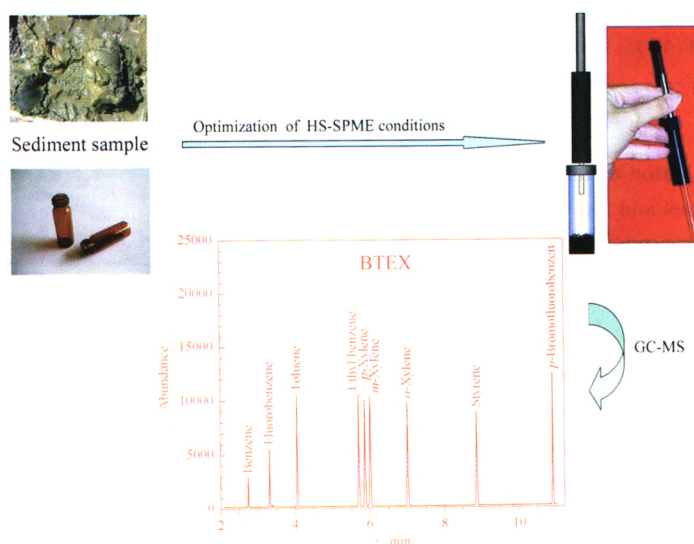 Optimization of HS-SPME conditions
Sediment sample
BTEX
25000
20000
15000
10000
5000
0
Abundance
Benzene
Fluorobenzene
Toluene
Ethyl benzene
p-Xylene
m-Xylene
o-Xylene
Styrene
p-Bromofluorobenzen
2
4
6
8
10
min
GC-MS